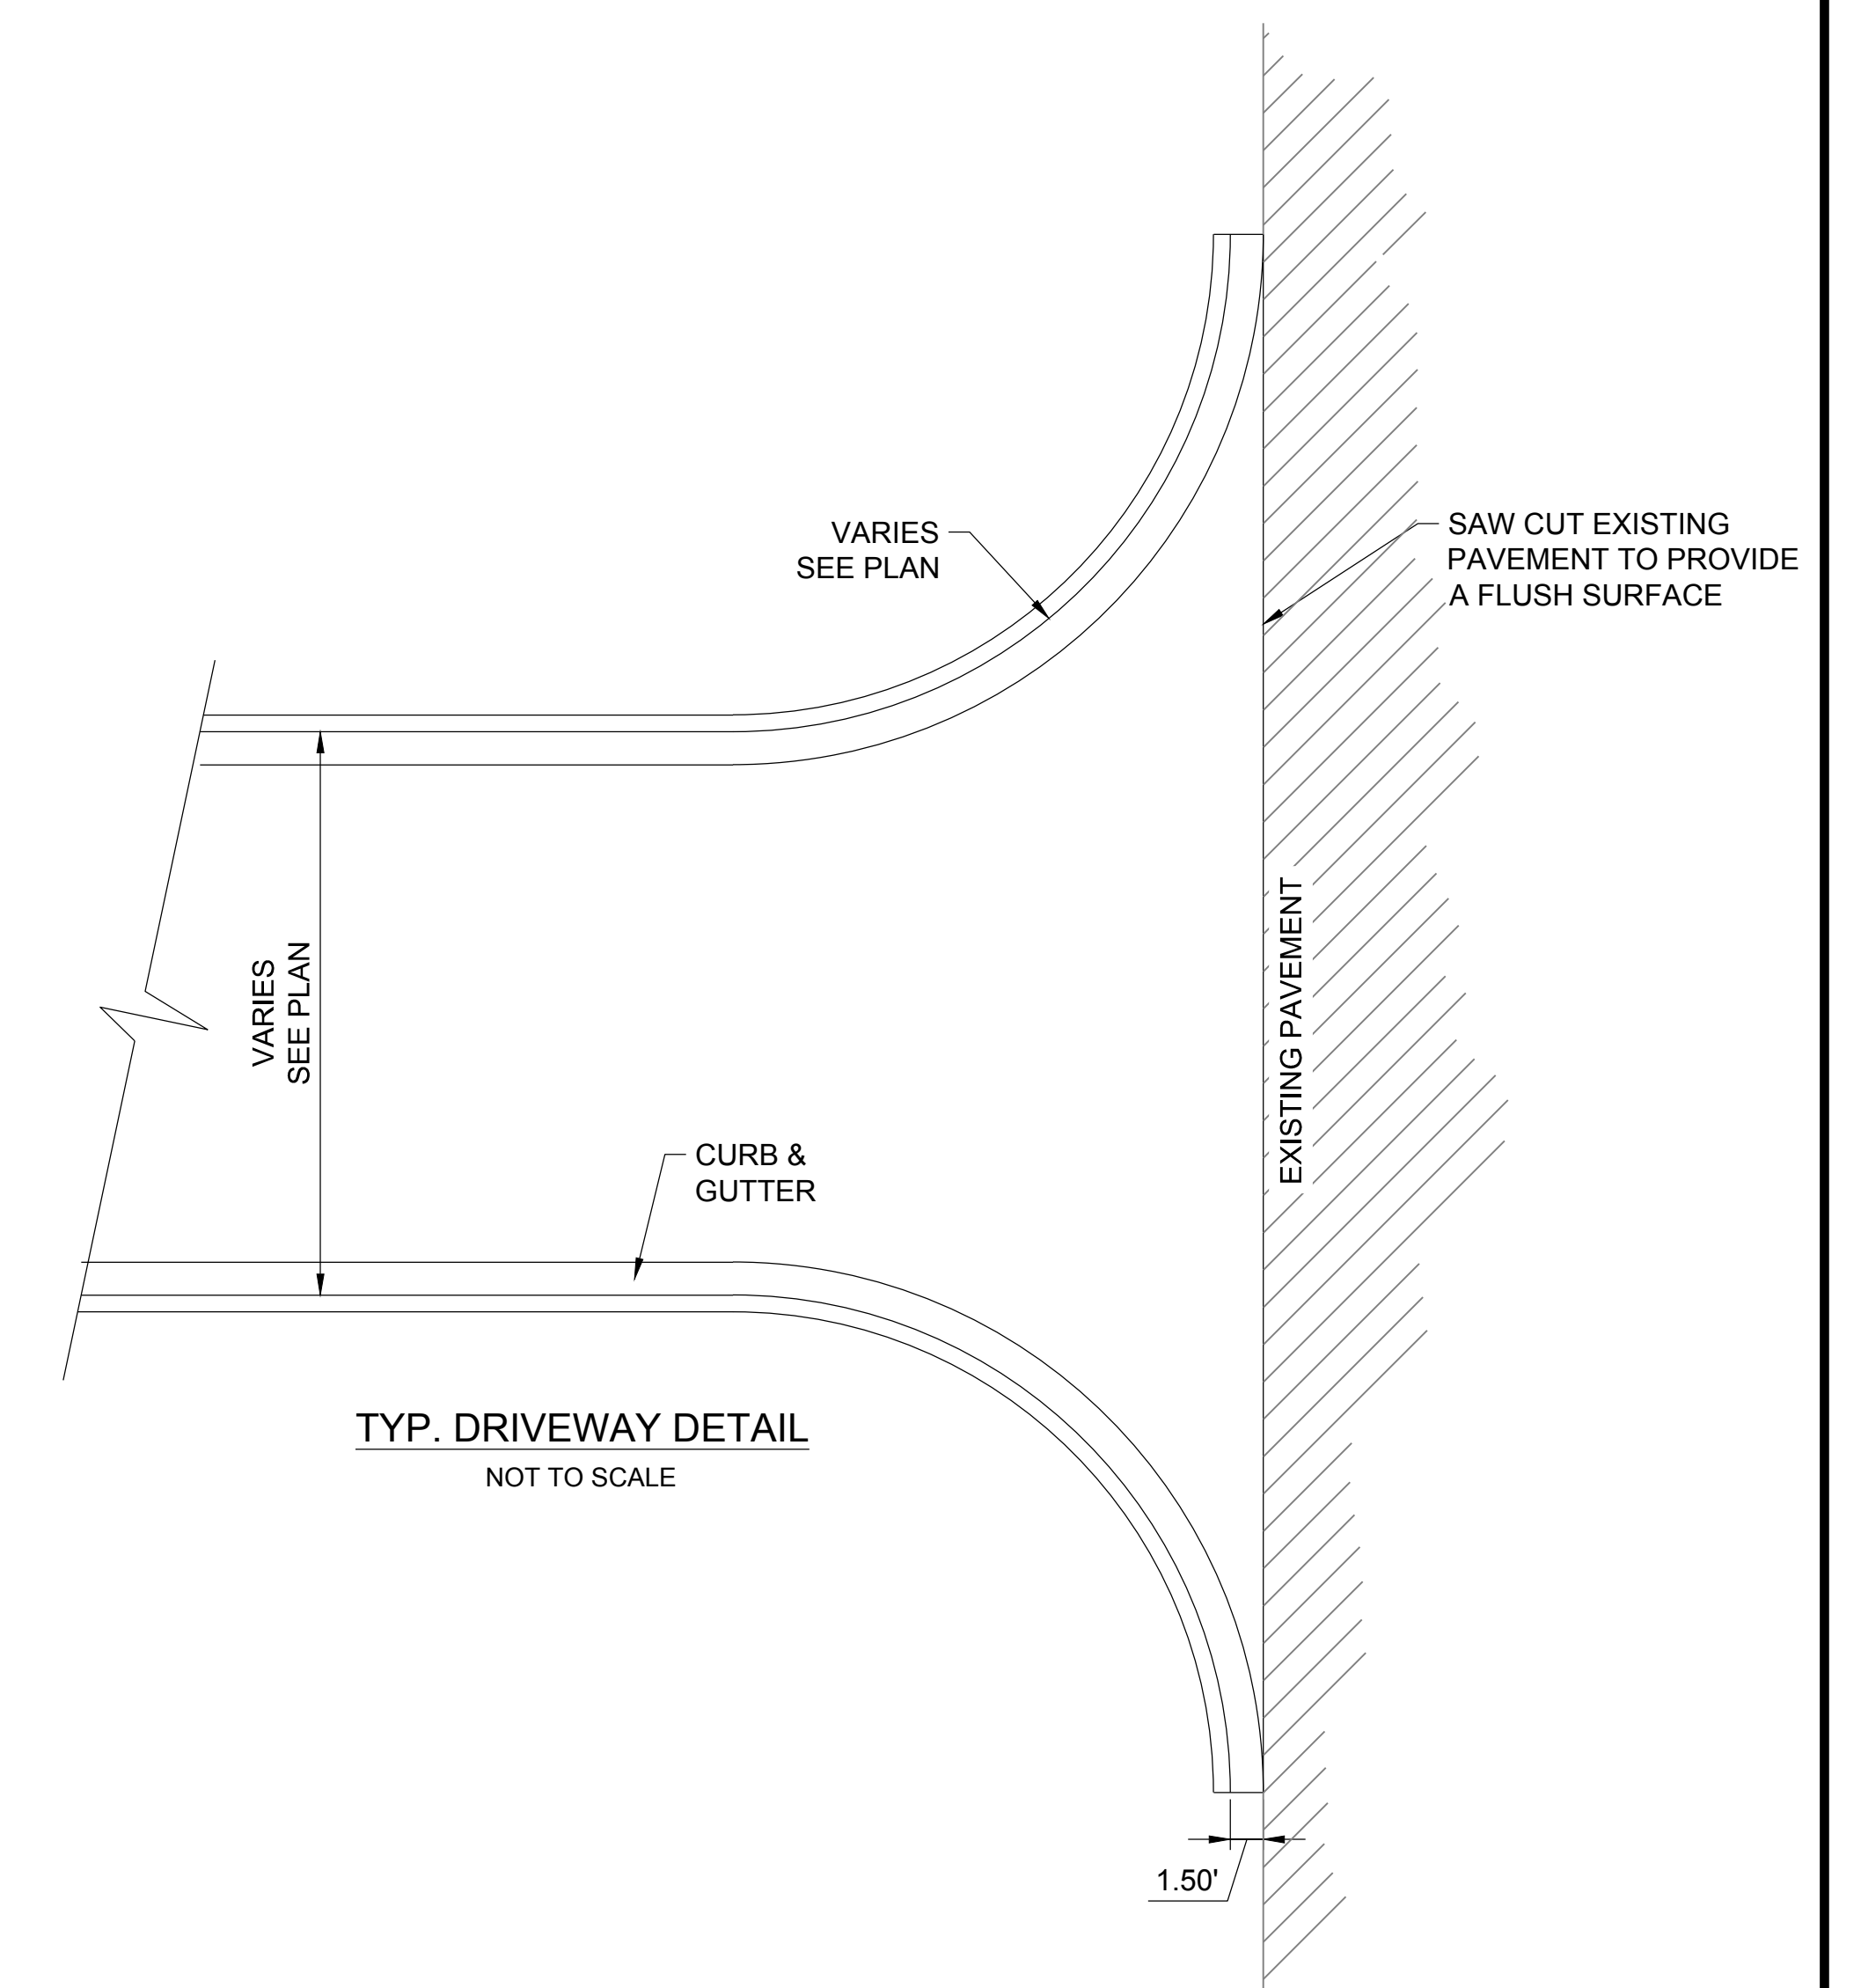 VARIES
SEE PLAN
SAW CUT EXISTING
PAVEMENT TO PROVIDE
A FLUSH SURFACE
VARIES
SEE PLAN
EXISTING PAVEMENT
CURB &
GUTTER
TYP. DRIVEWAY DETAIL
NOT TO SCALE
1.50'